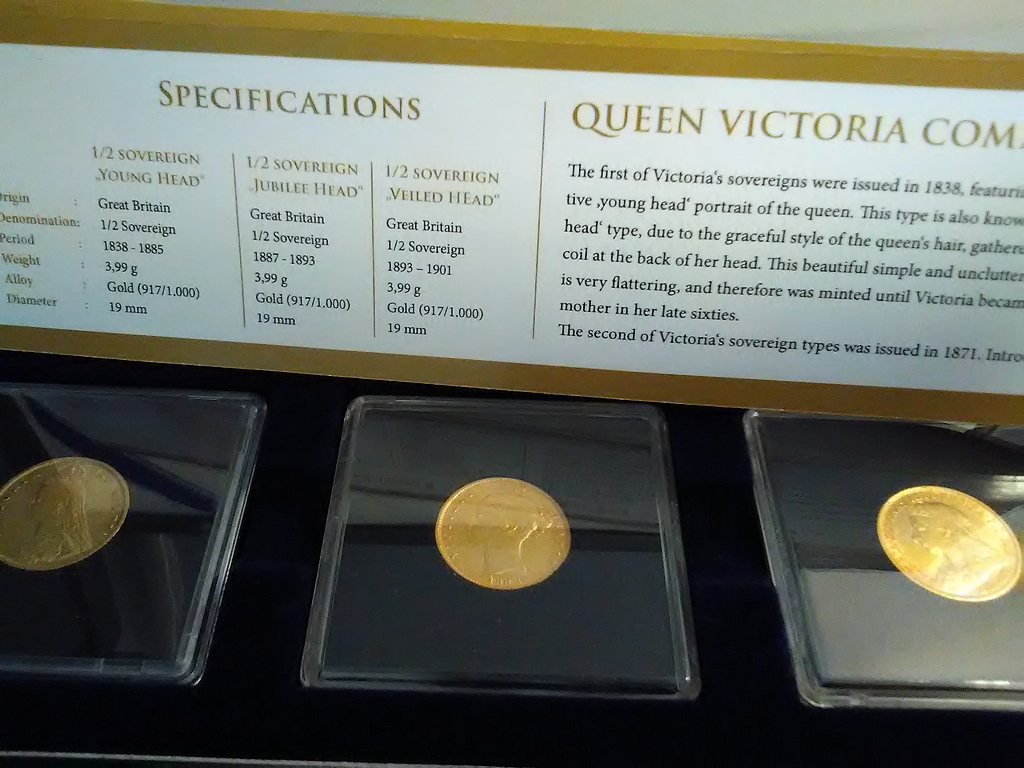 SPECIFICATIONS
1/2 SOVEREIGN
„YOUNG HEAD“
1/2 SOVEREIGN
„JUBILEE HEAD“
1/2 SOVEREIGN
„VEILED HEAD“
Origin : Great Britain Great Britain Great Britain
Denomination: 1/2 Sovereign 1/2 Sovereign 1/2 Sovereign
Period : 1838 - 1885 1887 - 1893 1893 – 1901
Weight : 3,99 g 3,99 g 3,99 g
Alloy : Gold (917/1.000) Gold (917/1.000) Gold (917/1.000)
Diameter : 19 mm 19 mm 19 mm
QUEEN VICTORIA COM
The first of Victoria‘s sovereigns were issued in 1838, featuri
tive ‚young head‘ portrait of the queen. This type is also know
head‘ type, due to the graceful style of the queen's hair, gathere
coil at the back of her head. This beautiful simple and unclutter
is very flattering, and therefore was minted until Victoria becam
mother in her late sixties.
The second of Victoria‘s sovereign types was issued in 1871. Intro